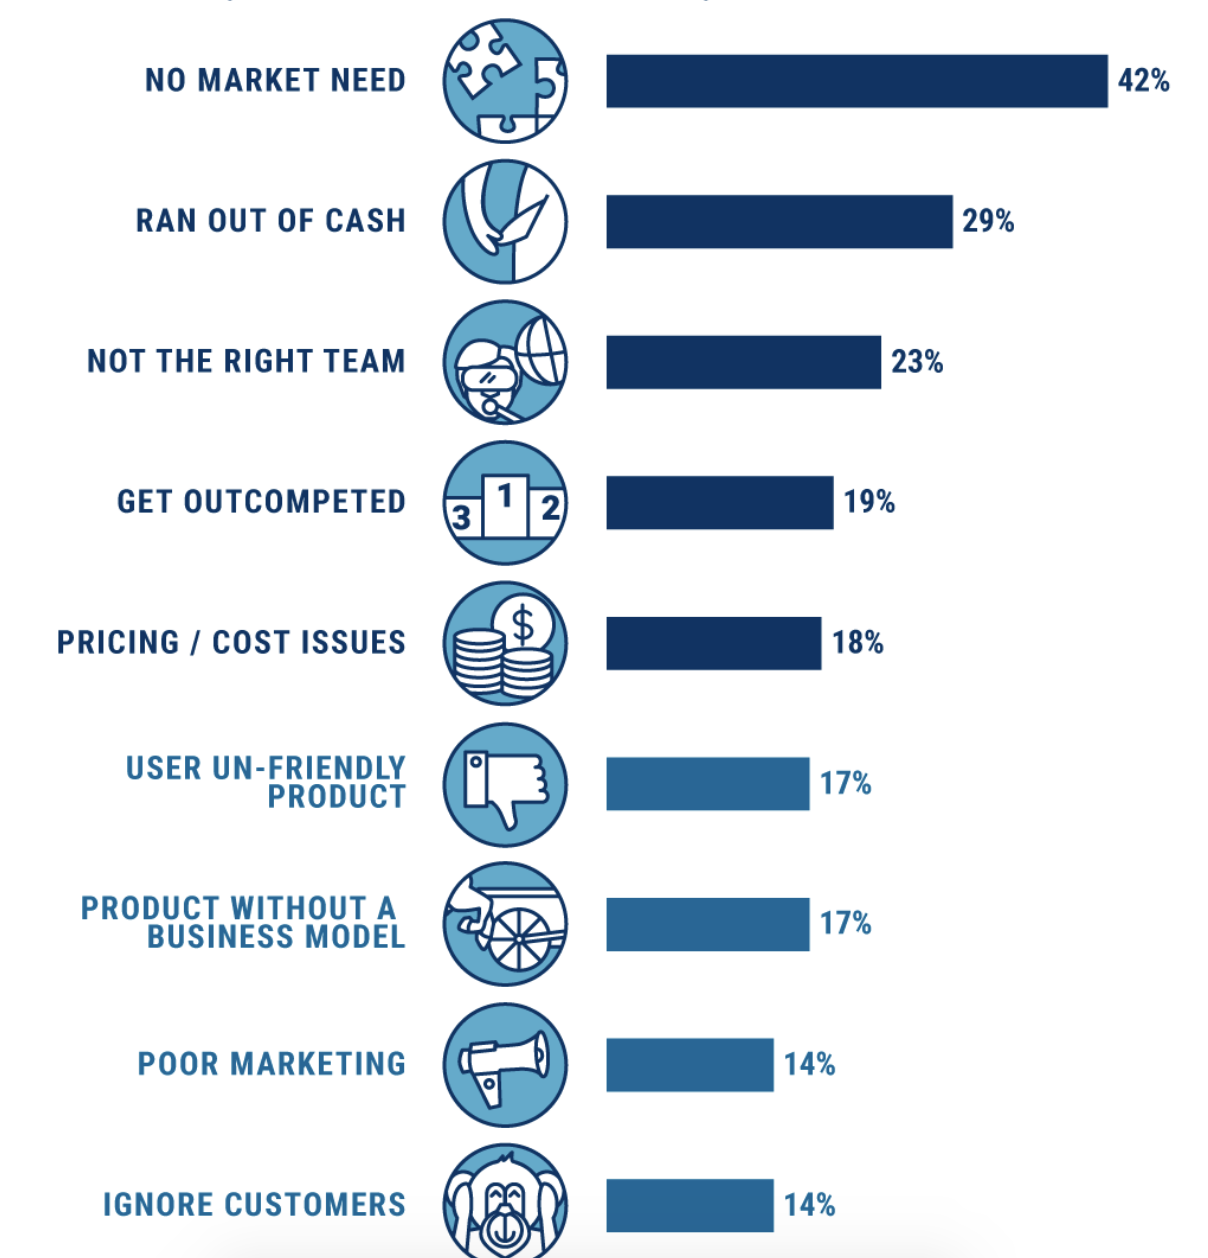 NO MARKET NEED
42%
RAN OUT OF CASH
29%
NOT THE RIGHT TEAM
23%
GET OUTCOMPETED
3
1
2
19%
PRICING / COST ISSUES
$
18%
USER UN-FRIENDLY
PRODUCT
17%
PRODUCT WITHOUT A
BUSINESS MODEL
17%
POOR MARKETING
14%
IGNORE CUSTOMERS
14%